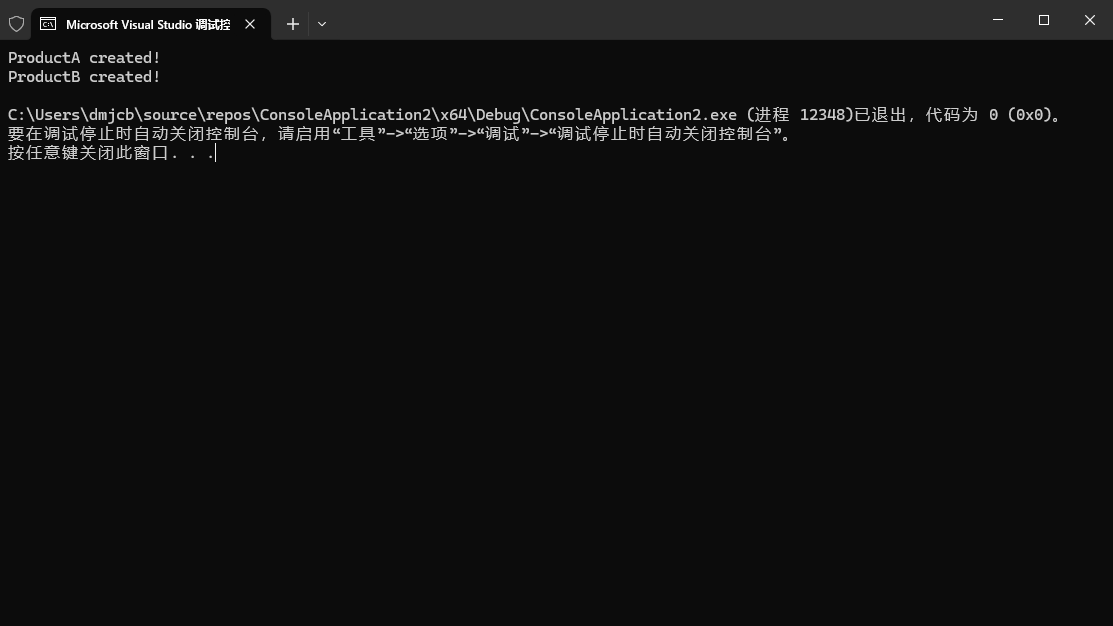 Microsoft Visual Studio 调试控
ProductA created!
ProductB created!
C:\Users\dmjcb\source\repos\ConsoleApplication2\x64\Debug\ConsoleApplication2.exe (进程 12348)已退出，代码为 0 (0x0)。
要在调试停止时自动关闭控制台，请启用“工具”->“选项”->“调试”->“调试停止时自动关闭控制台”。
按任意键关闭此窗口. . .